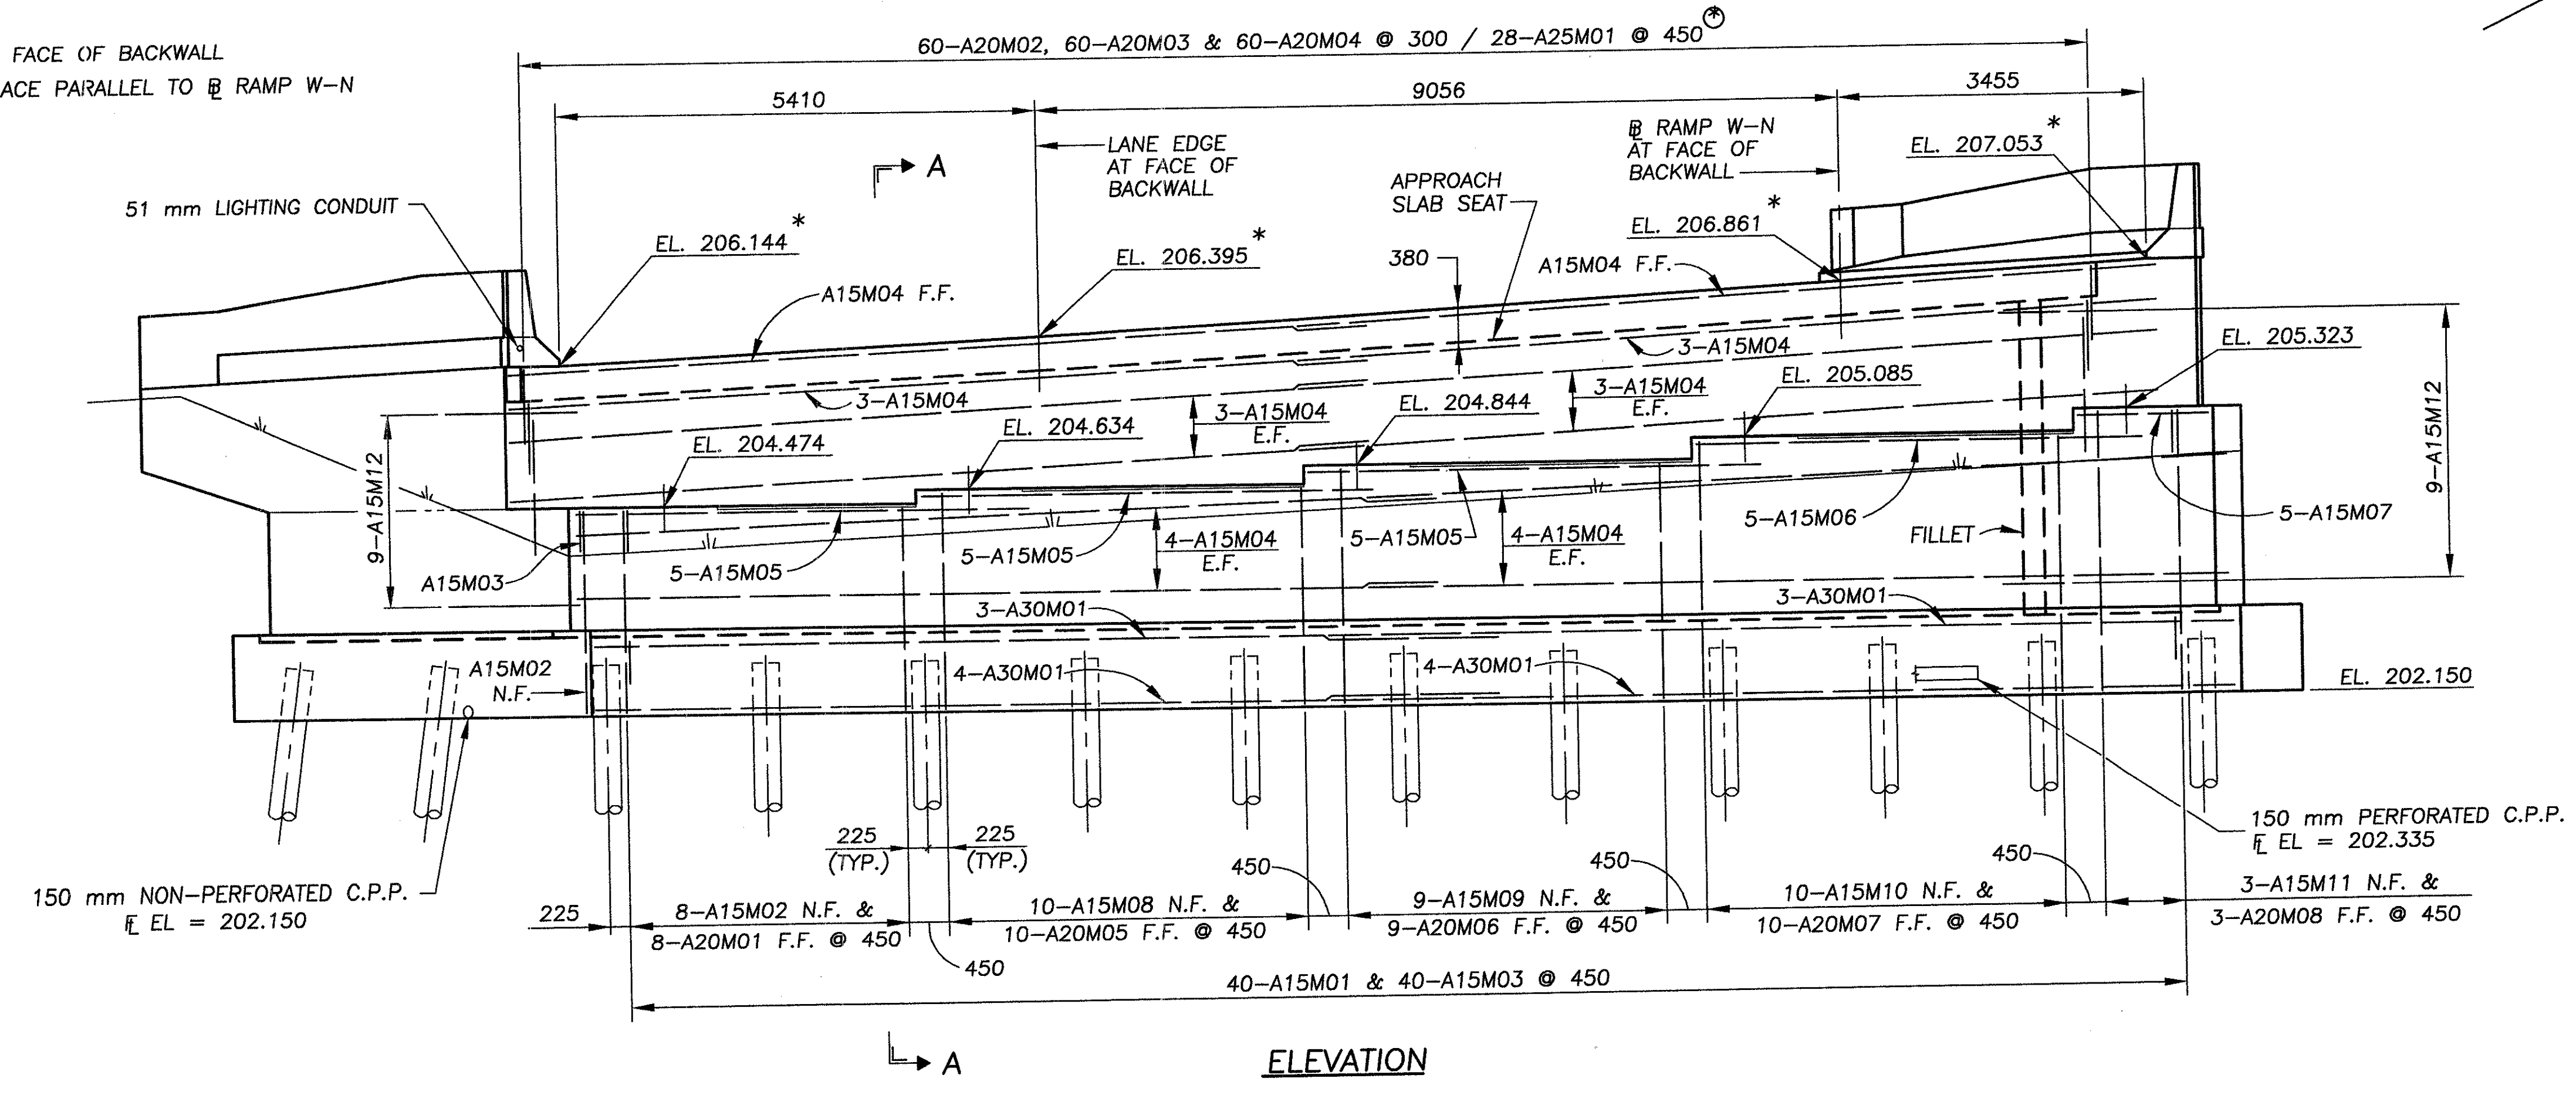 60-A20M02, 60-A20M03 & 60-A20M04 @ 300 / 28-A25M01 @ 450 *
FACE OF BACKWALL
ACE PARALLEL TO ℄ RAMP W-N
5410
9056
3455
LANE EDGE
AT FACE OF
BACKWALL
RAMP W-N
AT FACE OF
BACKWALL
EL. 207.053 *
A
51 mm LIGHTING CONDUIT
APPROACH
SLAB SEAT
EL. 206.144 *
EL. 206.395 *
EL. 206.861 *
380
A15M04 F.F.
A15M04 F.F.
EL. 205.323
3-A15M04
3-A15M04
EL. 205.085
3-A15M04
E.F.
3-A15M04
E.F.
EL. 204.844
EL. 204.634
EL. 204.474
9-A15M12
9-A15M12
5-A15M07
5-A15M06
FILLET
5-A15M05
5-A15M05
5-A15M05
4-A15M04
E.F.
4-A15M04
E.F.
A15M03
3-A30M01
3-A30M01
A15M02
N.F.
4-A30M01
4-A30M01
EL. 202.150
225
(TYP.)
225
(TYP.)
150 mm PERFORATED C.P.P.
EL = 202.335
150 mm NON-PERFORATED C.P.P.
EL = 202.150
450
450
450
225
8-A15M02 N.F. &
8-A20M01 F.F. @ 450
10-A15M08 N.F. &
10-A20M05 F.F. @ 450
9-A15M09 N.F. &
9-A20M06 F.F. @ 450
10-A15M10 N.F. &
10-A20M07 F.F. @ 450
3-A15M11 N.F. &
3-A20M08 F.F. @ 450
450
40-A15M01 & 40-A15M03 @ 450
A
ELEVATION